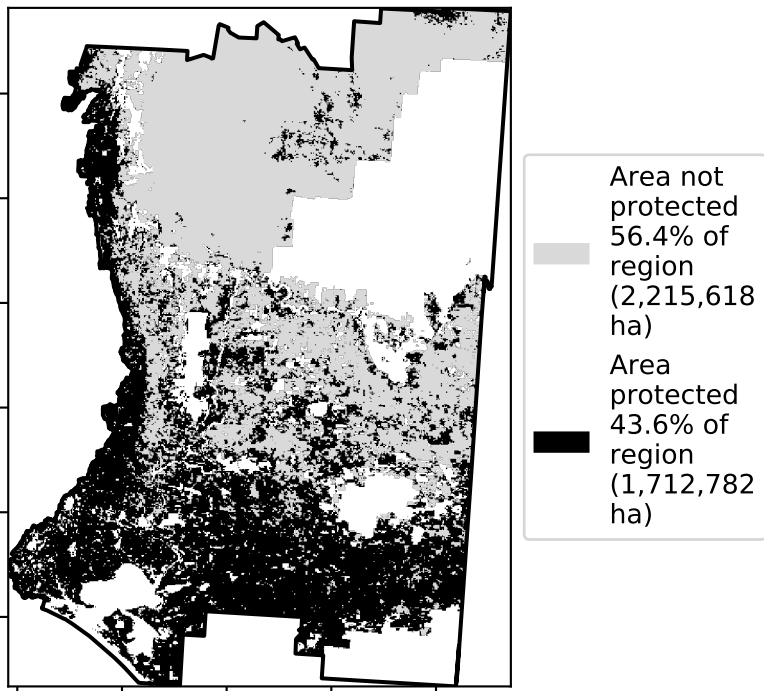 Area not
protected
56.4% of
region
(2,215,618
ha)
Area
protected
43.6% of
region
(1,712,782
ha)